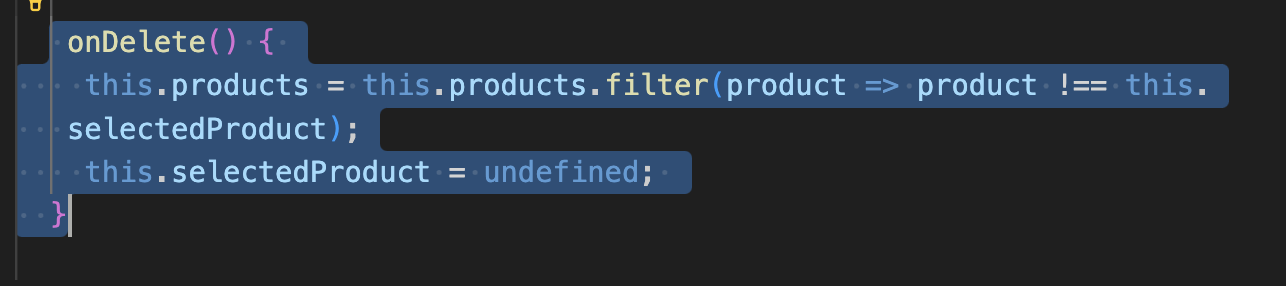 onDelete() {
this.products = this.products.filter(product => product !== this.
selectedProduct);
this.selectedProduct = undefined;
}